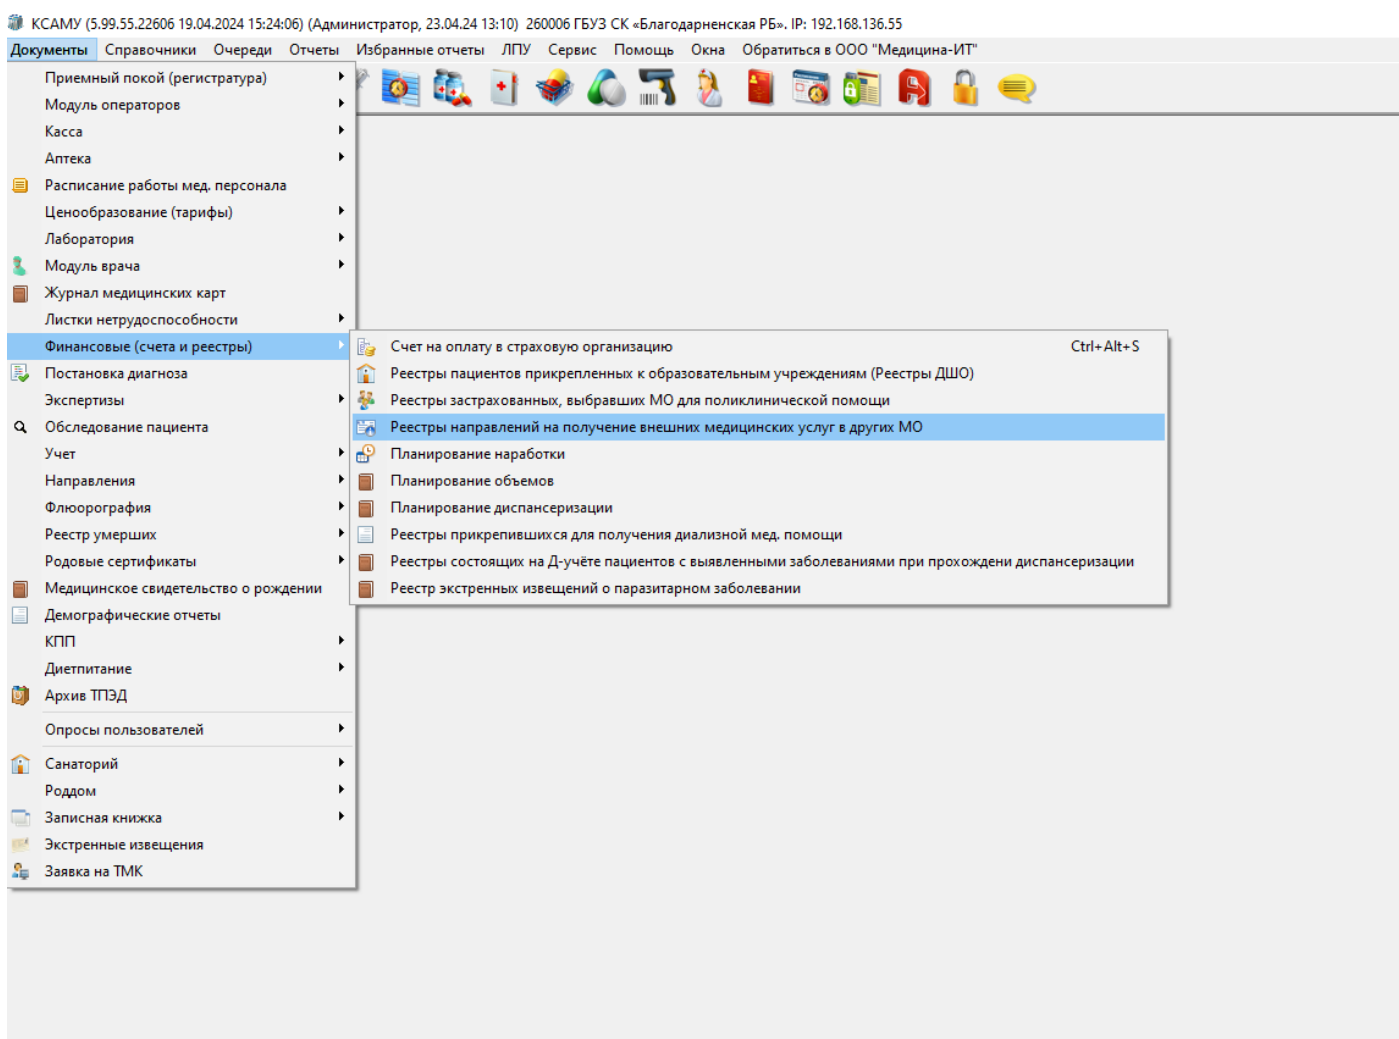 КСАМУ (5.99.55.22606 19.04.2024 15:24:06) (Администратор, 23.04.24 13:10) 260006 ГБУЗ СК «Благодарненская РБ». IP: 192.168.136.55
Документы Справочники Очереди Отчеты Избранные отчеты ЛПУ Сервис Помощь Окна Обратиться в ООО "Медицина-ИТ"
Приемный покой (регистратура)
Модуль операторов
Касса
Аптека
Расписание работы мед. персонала
Ценообразование (тарифы)
Лаборатория
Модуль врача
Журнал медицинских карт
Листки нетрудоспособности
Финансовые (счета и реестры)
Постановка диагноза
Экспертизы
Обследование пациента
Учет
Направления
Флюорография
Реестр умерших
Родовые сертификаты
Медицинское свидетельство о рождении
Демографические отчеты
КПП
Диетпитание
Архив ТПЭД
Опросы пользователей
Санаторий
Роддом
Записная книжка
Экстренные извещения
Заявка на ТМК
Счет на оплату в страховую организацию Ctrl+Alt+S
Реестры пациентов прикрепленных к образовательным учреждениям (Реестры ДШО)
Реестры застрахованных, выбравших МО для поликлинической помощи
Реестры направлений на получение внешних медицинских услуг в других МО
Планирование наработки
Планирование объемов
Планирование диспансеризации
Реестры прикрепившихся для получения диализной мед. помощи
Реестры состоящих на Д-учёте пациентов с выявленными заболеваниями при прохождени диспансеризации
Реестр экстренных извещений о паразитарном заболевании